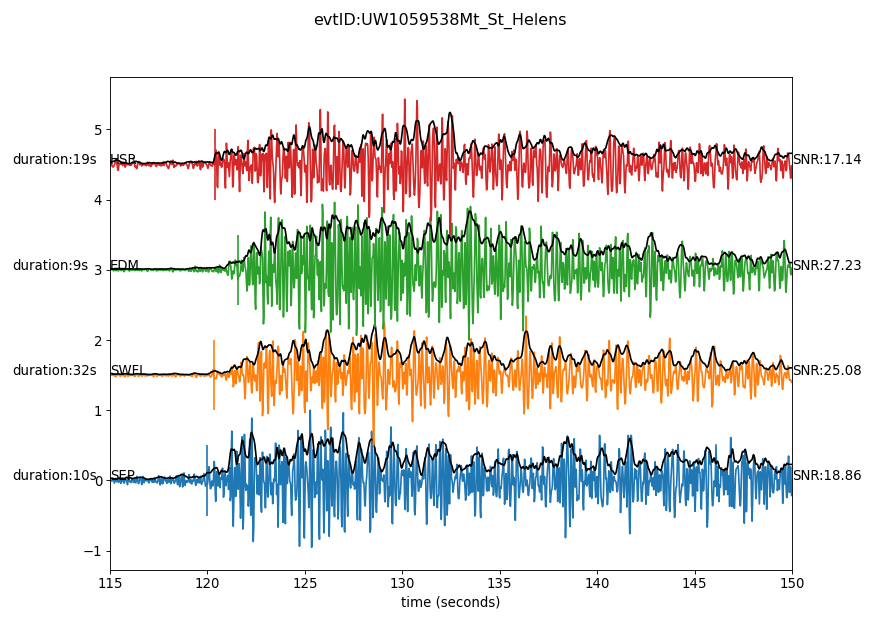 evtID:UW1059538Mt_St_Helens
5
duration:19s HSR SNR:17.14
4
duration:9s EDM SNR:27.23
3
2
duration:32s SWFL SNR:25.08
1
duration:10s SEP SNR:18.86
0
−1
115 120 125 130 135 140 145 150
time (seconds)